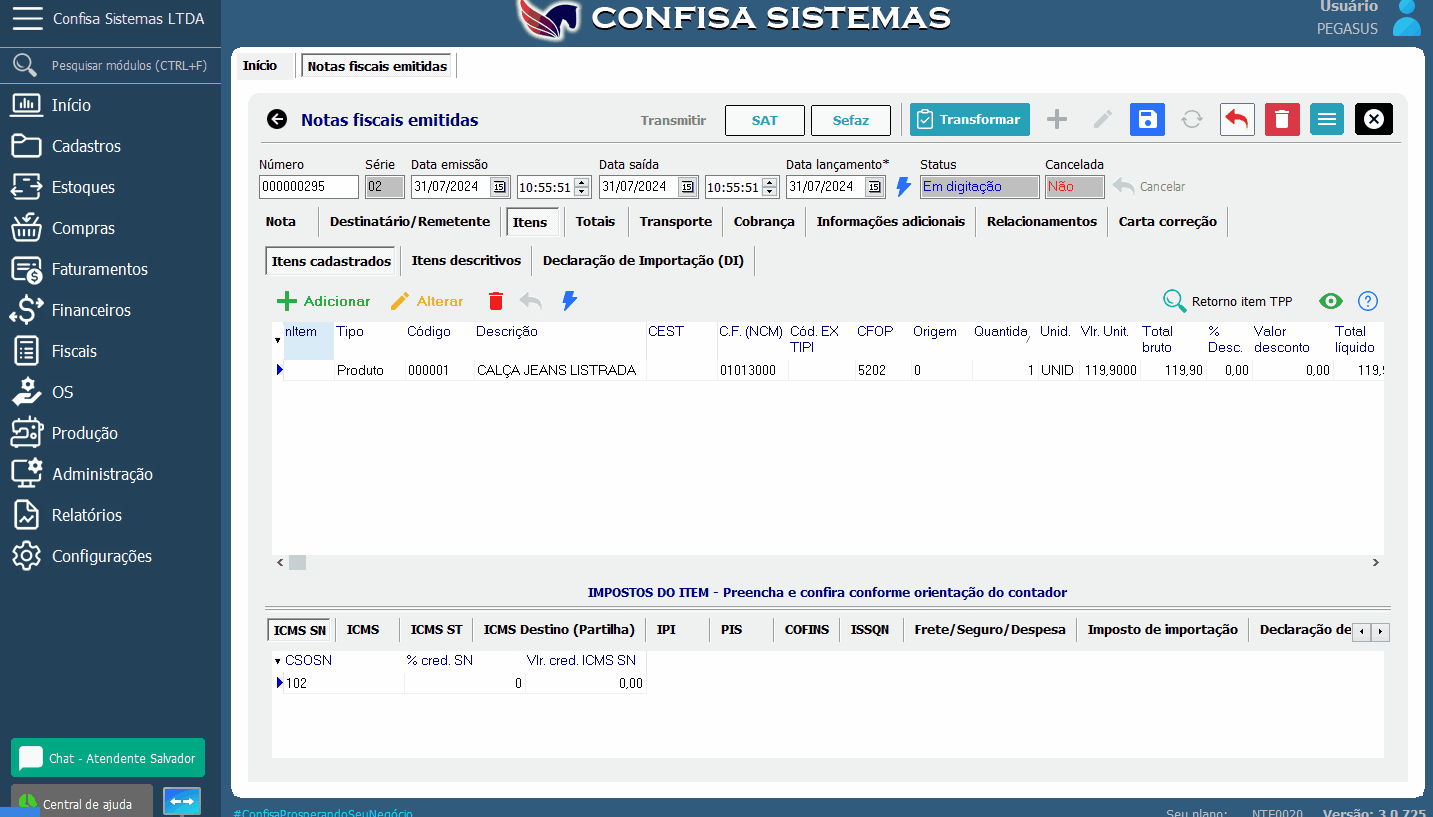 Confisa Sistemas LTDA
CONFISA SISTEMAS
Usuário
PEGASUS
Pesquisar módulos (CTRL+F)
Início
Cadastros
Estoques
Compras
Faturamentos
Financeiros
Fiscais
OS
Produção
Administração
Relatórios
Configurações
Chat - Atendente Salvador
Central de ajuda
Início Notas fiscais emitidas
Notas fiscais emitidas Transmitir SAT Sefaz Transformar
Número Série Data emissão Data saída Data lançamento* Status Cancelada
000000295 02 31/07/2024 15 10:55:51 31/07/2024 15 10:55:51 31/07/2024 15 Em digitação Não Cancelar
Nota Destinatário/Remetente Itens Totais Transporte Cobrança Informações adicionais Relacionamentos Carta correção
Itens cadastrados Itens descritivos Declaração de Importação (DI)
Adicionar Alterar Retorno item TPP ?
nItem Tipo Código Descrição CEST C.F. (NCM) Cód. EX CFOP Origem Quantida Unid. Vlr. Unit. Total % Valor Total
TIPI bruto Desc. desconto líquido
Produto 000001 CALÇA JEANS LISTRADA 01013000 5202 0 1 UNID 119,9000 119,90 0,00 0,00 119,9
IMPOSTOS DO ITEM - Preencha e confira conforme orientação do contador
ICMS SN ICMS ICMS ST ICMS Destino (Partilha) IPI PIS COFINS ISSQN Frete/Seguro/Despesa Imposto de importação Declaração de
CSOSN % cred. SN Vlr. cred. ICMS SN
102 0 0,00
#ConfisaProsperandoSeuNegócio Seu plano: NTF0020 Versão: 3.0.725